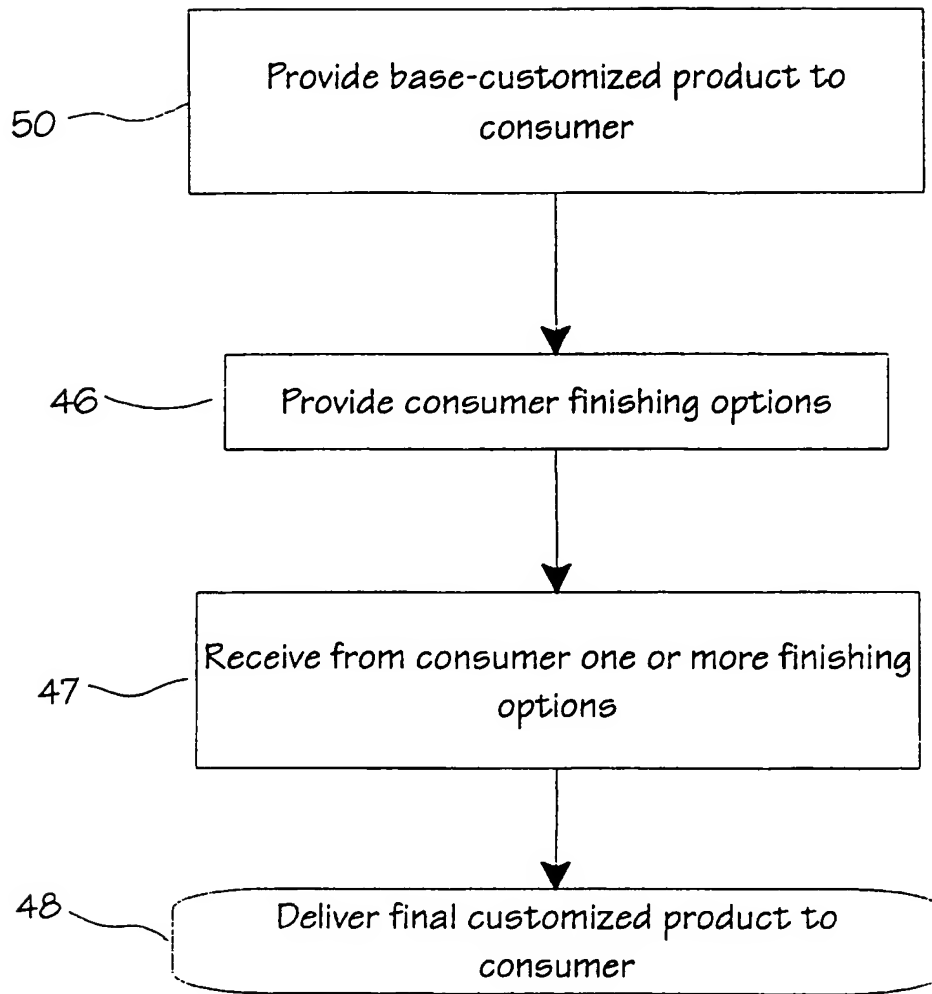 Provide base-customized product to
consumer
50
Provide consumer finishing options
46
Receive from consumer one or more finishing
options
47
Deliver final customized product to
consumer
48